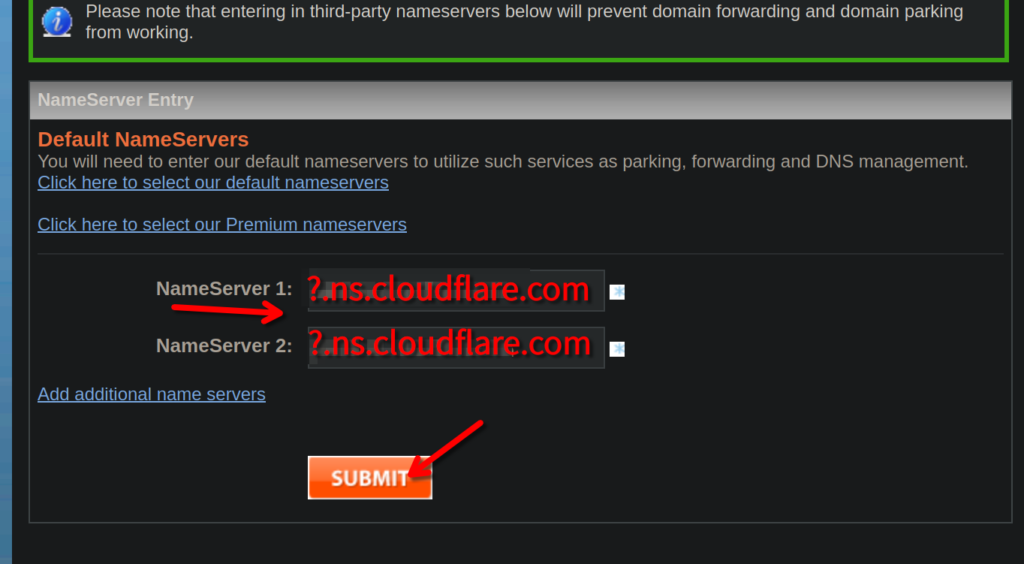 Please note that entering in third-party nameservers below will prevent domain forwarding and domain parking
from working.
NameServer Entry
Default NameServers
You will need to enter our default nameservers to utilize such services as parking, forwarding and DNS management.
Click here to select our default nameservers
Click here to select our Premium nameservers
NameServer 1: ?.ns.cloudflare.com
NameServer 2: ?.ns.cloudflare.com
Add additional name servers
SUBMIT